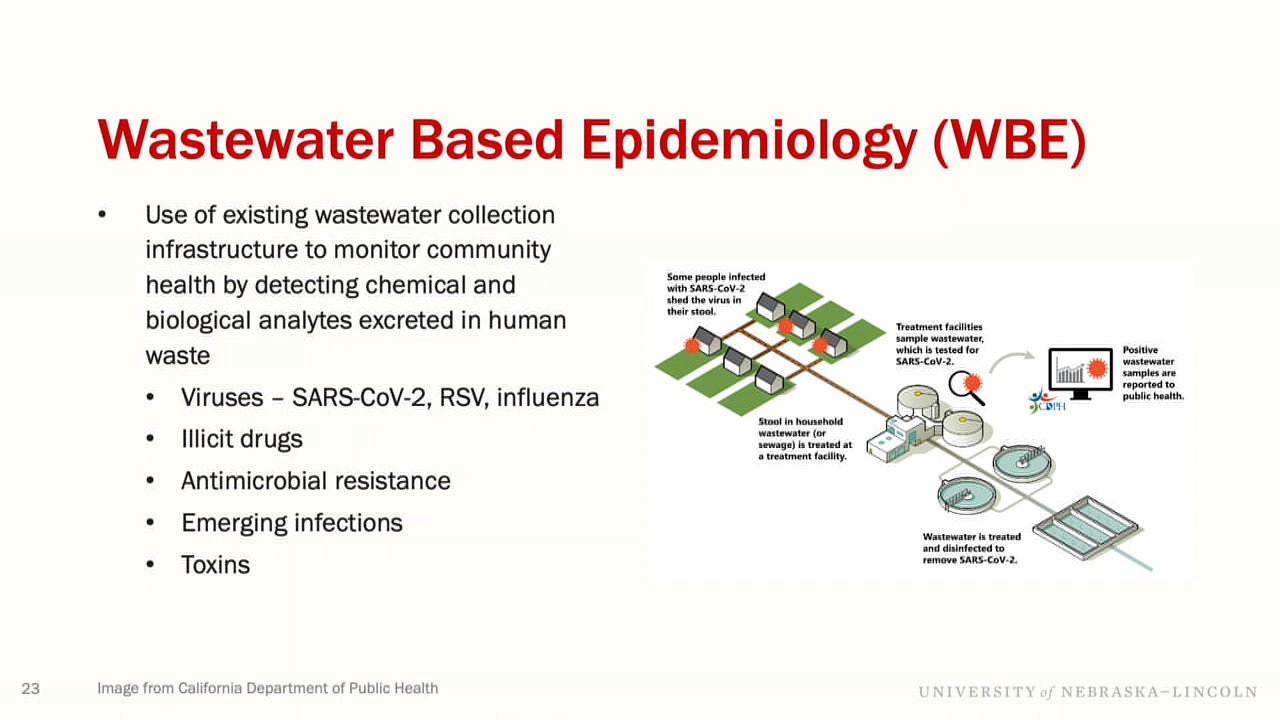 Wastewater Based Epidemiology (WBE)
• Use of existing wastewater collection
infrastructure to monitor community
health by detecting chemical and
biological analytes excreted in human
waste
• Viruses – SARS-CoV-2, RSV, influenza
• Illicit drugs
• Antimicrobial resistance
• Emerging infections
• Toxins
Some people infected
with SARS-CoV-2
shed the virus in
their stool.
Treatment facilities
sample wastewater,
which is tested for
SARS-CoV-2.
Positive
wastewater
samples are
reported to
public health.
CDPH
Stool in household
wastewater (or
sewage) is treated at
a treatment facility.
Wastewater is treated
and disinfected to
remove SARS-CoV-2.
23
Image from California Department of Public Health
UNIVERSITY of NEBRASKA–LINCOLN